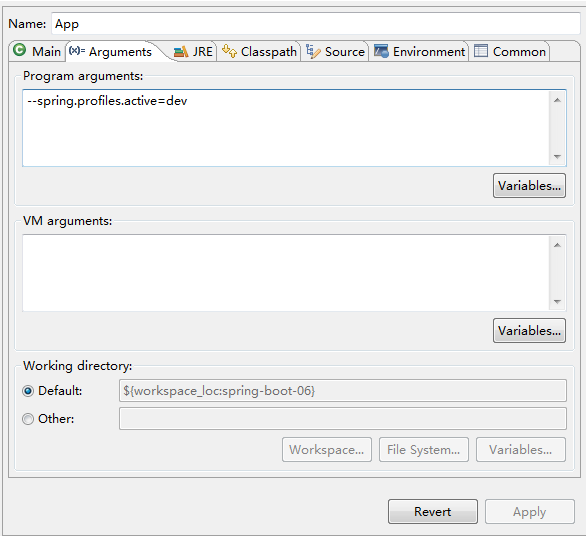 Name: App
Main (x)= Arguments JRE Classpath Source Environment Common
Program arguments:
--spring.profiles.active=dev
Variables...
VM arguments:
Variables...
Working directory:
Default: ${workspace_loc:spring-boot-06}
Other:
Workspace... File System... Variables...
Revert Apply